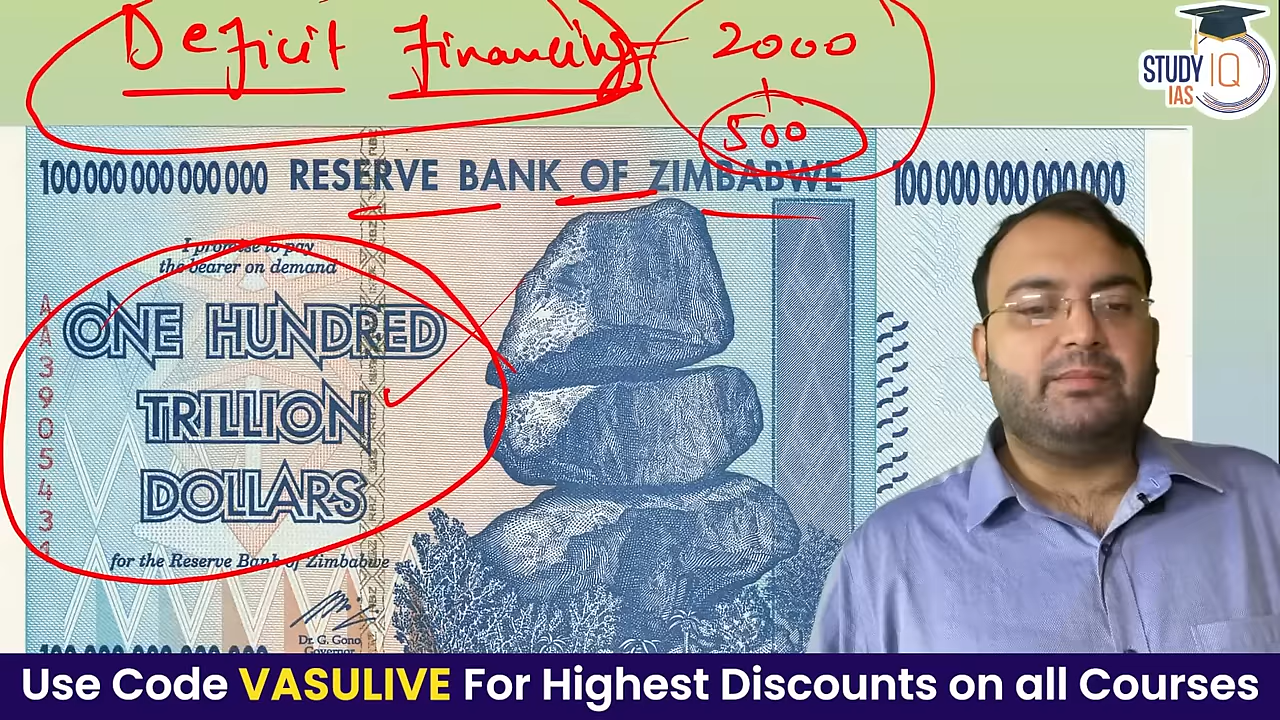 Deficit Financing = 2000
+
500
STUDY IQ
IAS
100 000 000 000 000 RESERVE BANK OF ZIMBABWE 100 000 000 000 000
I promise to pay
the bearer on demand
ONE HUNDRED
TRILLION
DOLLARS
for the Reserve Bank of Zimbabwe
Dr. G. Gono
Governor
AA3905431
Use Code VASULIVE For Highest Discounts on all Courses